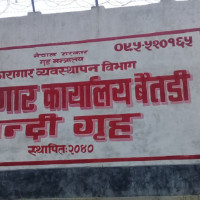 नेपाल सरकार
गृह मन्त्रालय
०९५-५२०१६५
कारागार व्यवस्थापन विभाग
गार कार्यालय बैतडी
न्दी गृह
स्थापित:२०४०